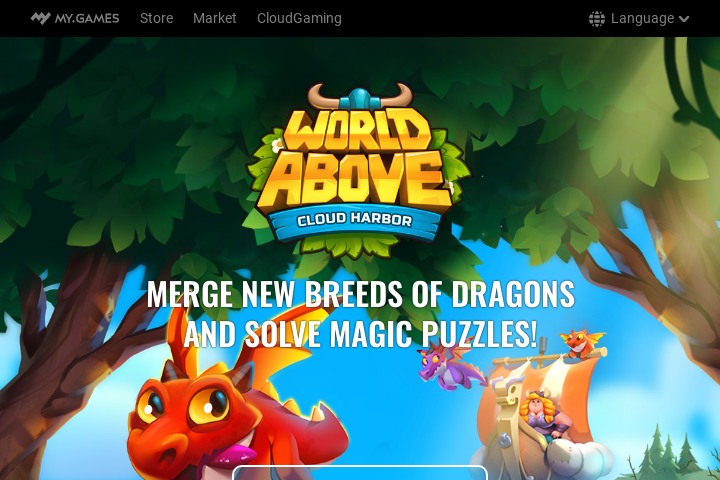 MY.GAMES Store Market CloudGaming Language
WORLD
ABOVE
CLOUD HARBOR
MERGE NEW BREEDS OF DRAGONS
AND SOLVE MAGIC PUZZLES!